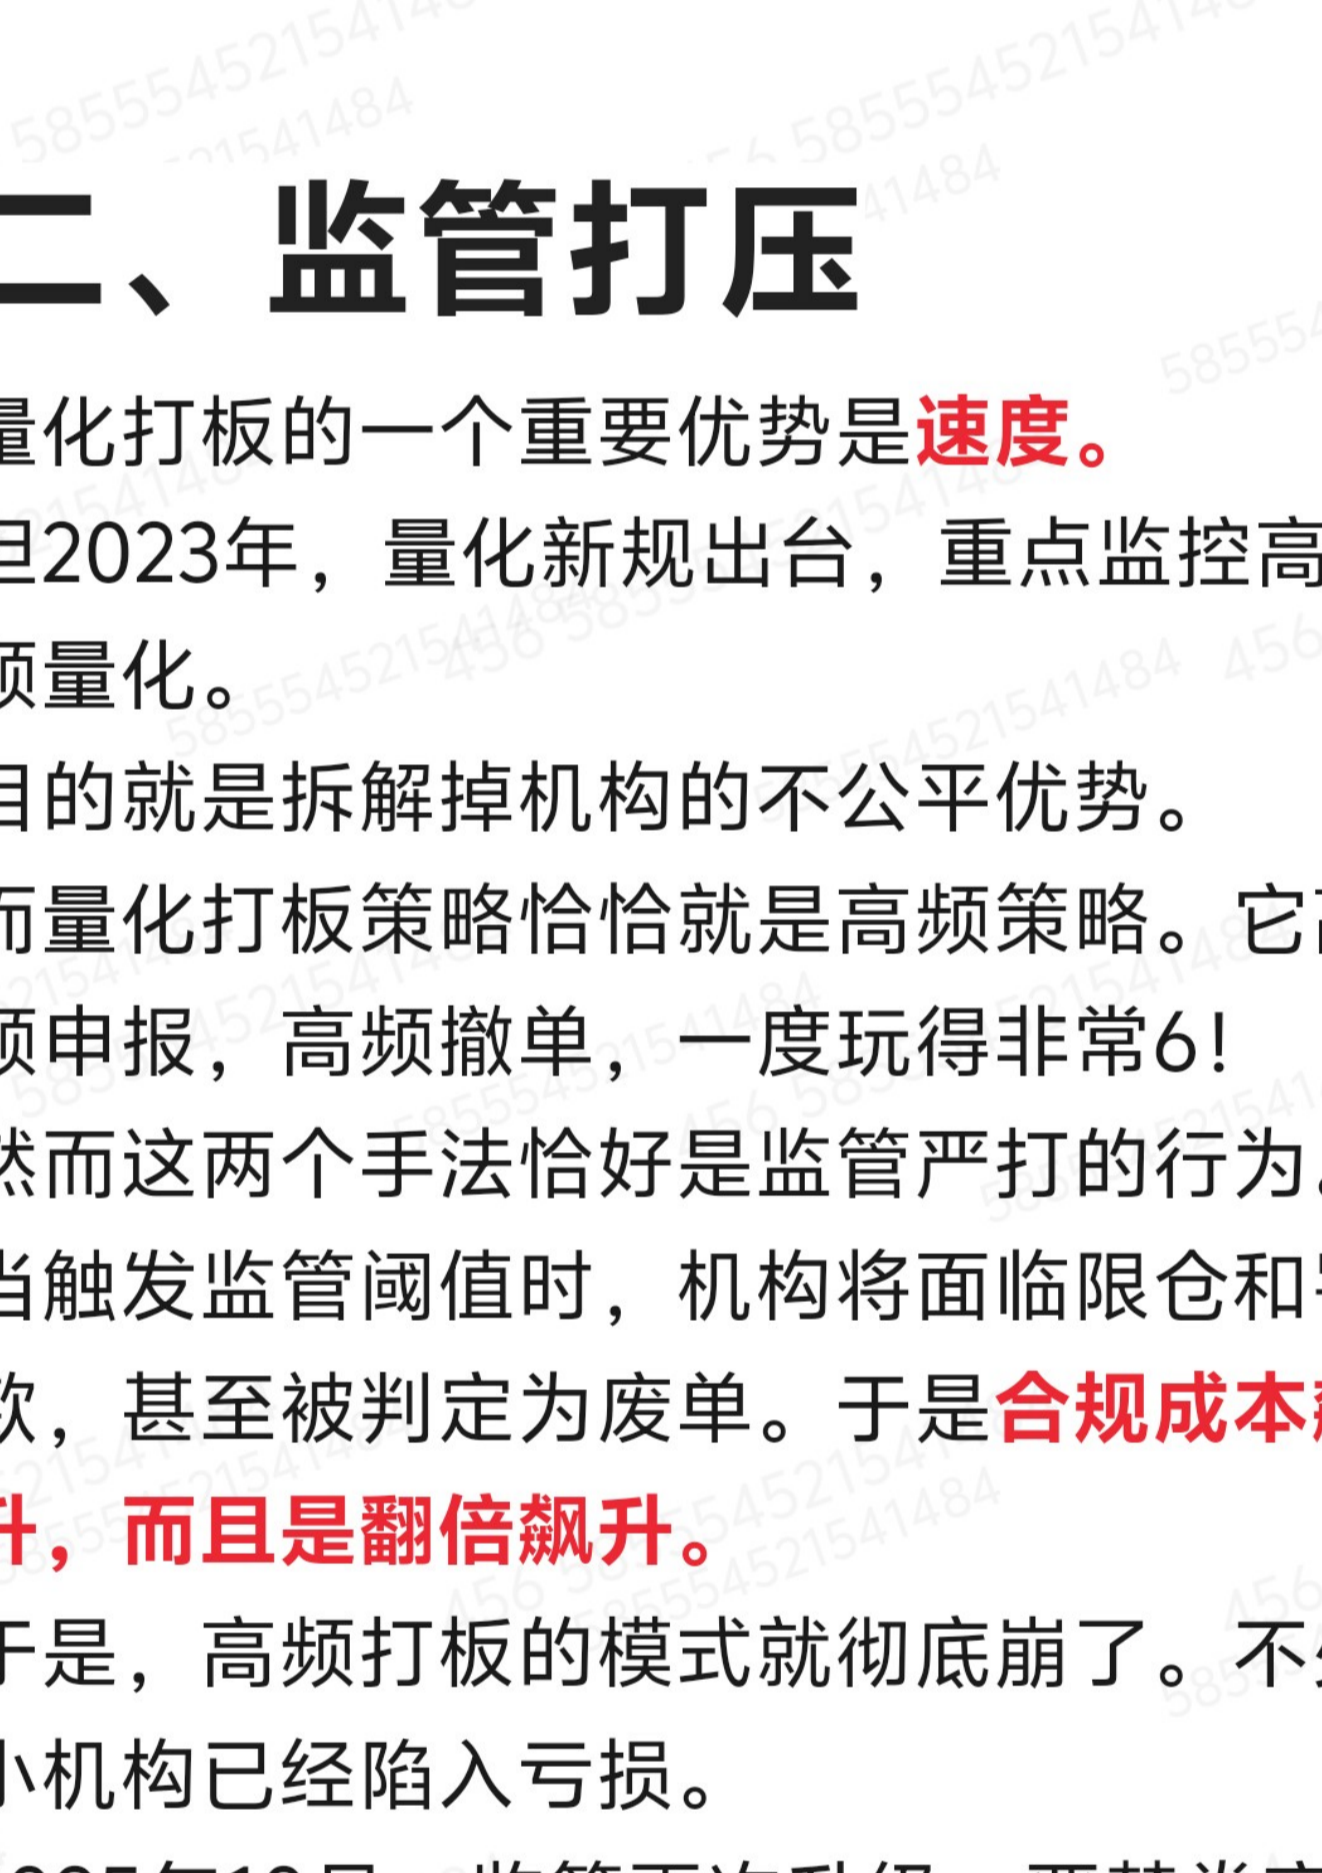 二、监管打压
量化打板的一个重要优势是速度。
但2023年，量化新规出台，重点监控高
频量化。
目的就是拆解掉机构的不公平优势。
而量化打板策略恰恰就是高频策略。它高
频申报，高频撤单，一度玩得非常6！
然而这两个手法恰好是监管严打的行为。
当触发监管阈值时，机构将面临限仓和罚
款，甚至被判定为废单。于是合规成本飙
升，而且是翻倍飙升。
于是，高频打板的模式就彻底崩了。不少
小机构已经陷入亏损。